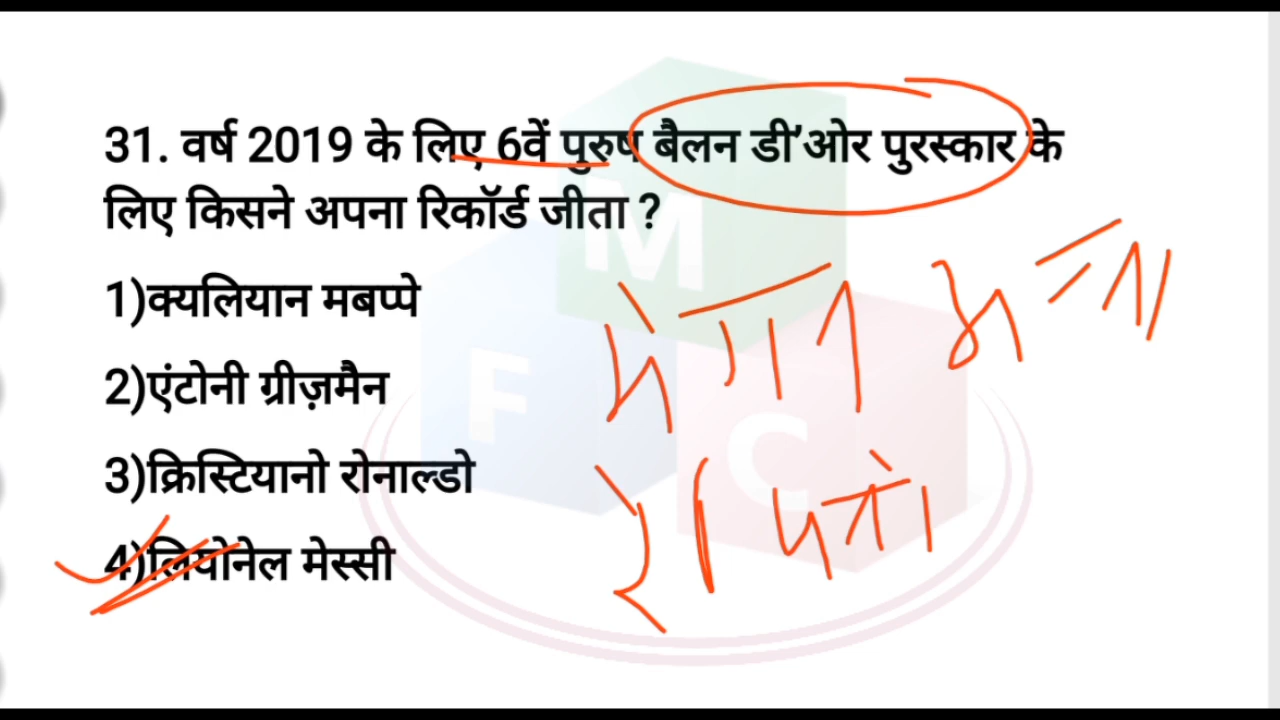 31. वर्ष 2019 के लिए 6वें पुरुष बैलन डी’ओर पुरस्कार के
लिए किसने अपना रिकॉर्ड जीता ?
1)क्यलियान मबप्पे
2)एंटोनी ग्रीज़मैन
3)क्रिस्टियानो रोनाल्डो
4)लियोनेल मेस्सी
M
F
C